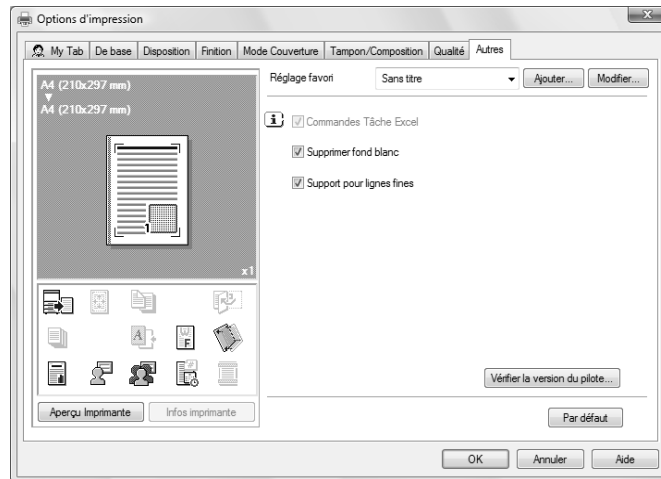 Options d'impression
My Tab De base Disposition Finition Mode Couverture Tampon/Composition Qualité Autres
A4 (210x297 mm)
A4 (210x297 mm)
1
x1
Réglage favori Sans titre Ajouter... Modifier...
Commandes Tâche Excel
Supprimer fond blanc
Support pour lignes fines
Vérifier la version du pilote...
Aperçu Imprimante Infos imprimante
Par défaut
OK Annuler Aide